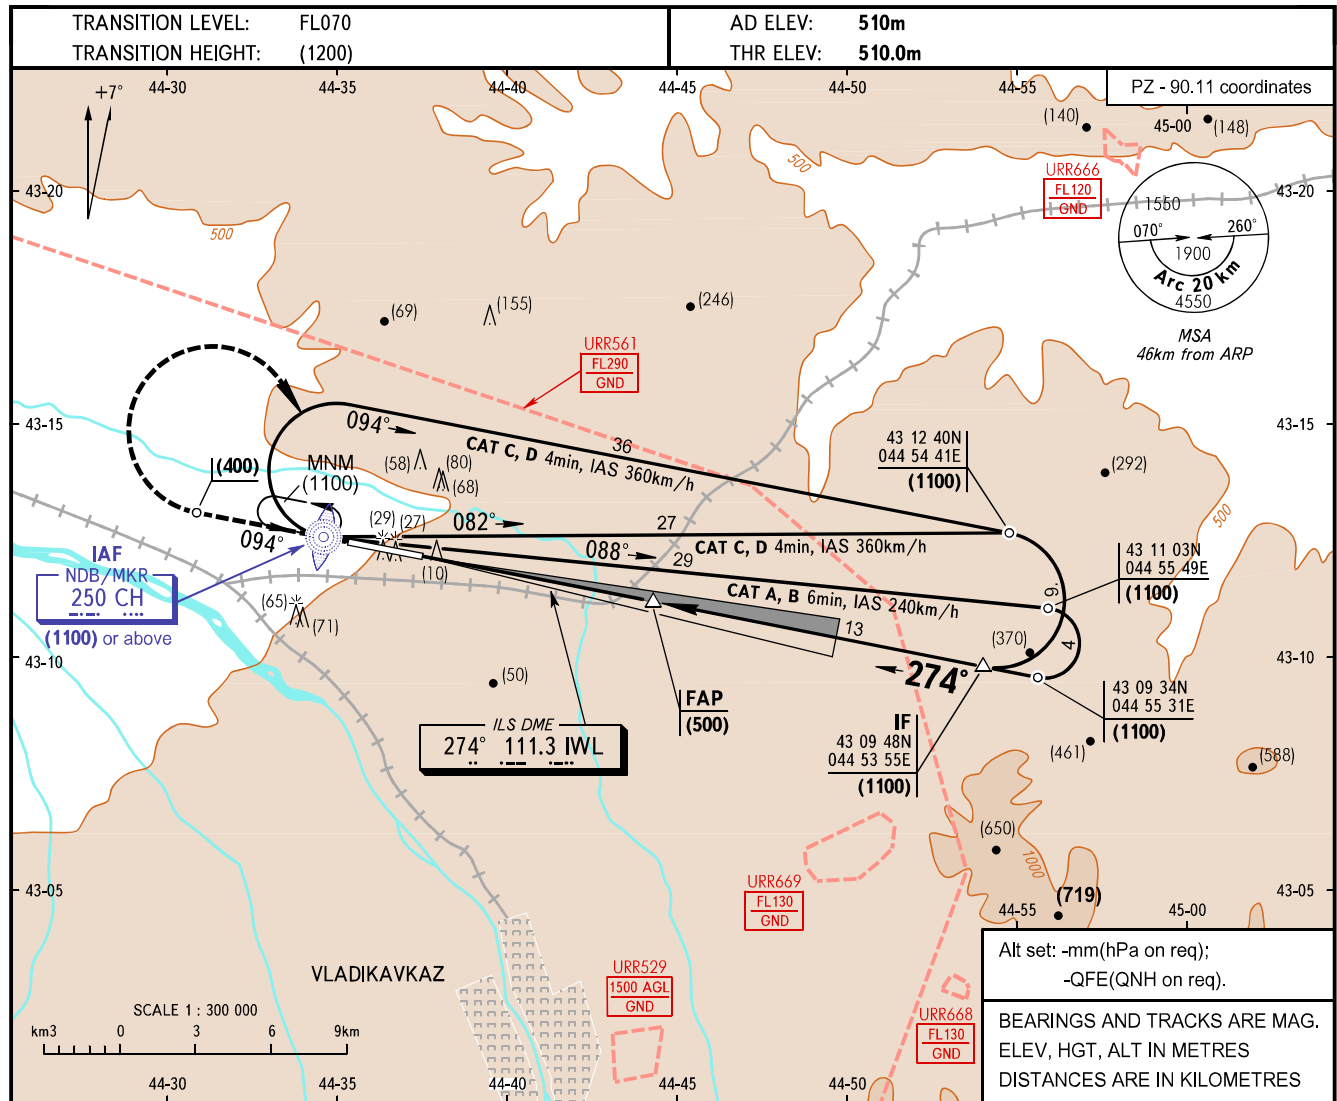 TRANSITION LEVEL: FL070
TRANSITION HEIGHT: (1200)
AD ELEV: 510m
THR ELEV: 510.0m
PZ - 90.11 coordinates
44-30
44-35
44-40
44-45
44-50
44-55
45-00
+7°
(140)
(148)
500
URR666
FL120
GND
43-20
43-20
1550
070°
260°
1900
Arc 20 km
4550
MSA
46km from ARP
500
(69)
(155)
(246)
URR561
FL290
GND
43-15
43-15
094°
CAT C, D 4min, IAS 360km/h
36
43 12 40N
044 54 41E
(1100)
(292)
500
(400)
MNM
(1100)
(58)
(80)
(68)
(29)
(27)
082°
27
CAT C, D 4min, IAS 360km/h
094°
088°
29
CAT A, B 6min, IAS 240km/h
(10)
43 11 03N
044 55 49E
(1100)
9.
4
IAF
NDB/MKR
250 CH
(1100) or above
(65)
(71)
13
(370)
43-10
43-10
274°
(50)
FAP
(500)
43 09 34N
044 55 31E
(1100)
ILS DME
274° 111.3 IWL
IF
43 09 48N
044 53 55E
(1100)
(461)
(588)
(650)
1000
URR669
FL130
GND
43-05
43-05
(719)
44-55
45-00
VLADIKAVKAZ
URR529
1500 AGL
GND
URR668
FL130
GND
Alt set: -mm(hPa on req);
-QFE(QNH on req).
SCALE 1 : 300 000
km3 0 3 6 9km
BEARINGS AND TRACKS ARE MAG.
ELEV, HGT, ALT IN METRES
DISTANCES ARE IN KILOMETRES
44-30
44-35
44-40
44-45
44-50